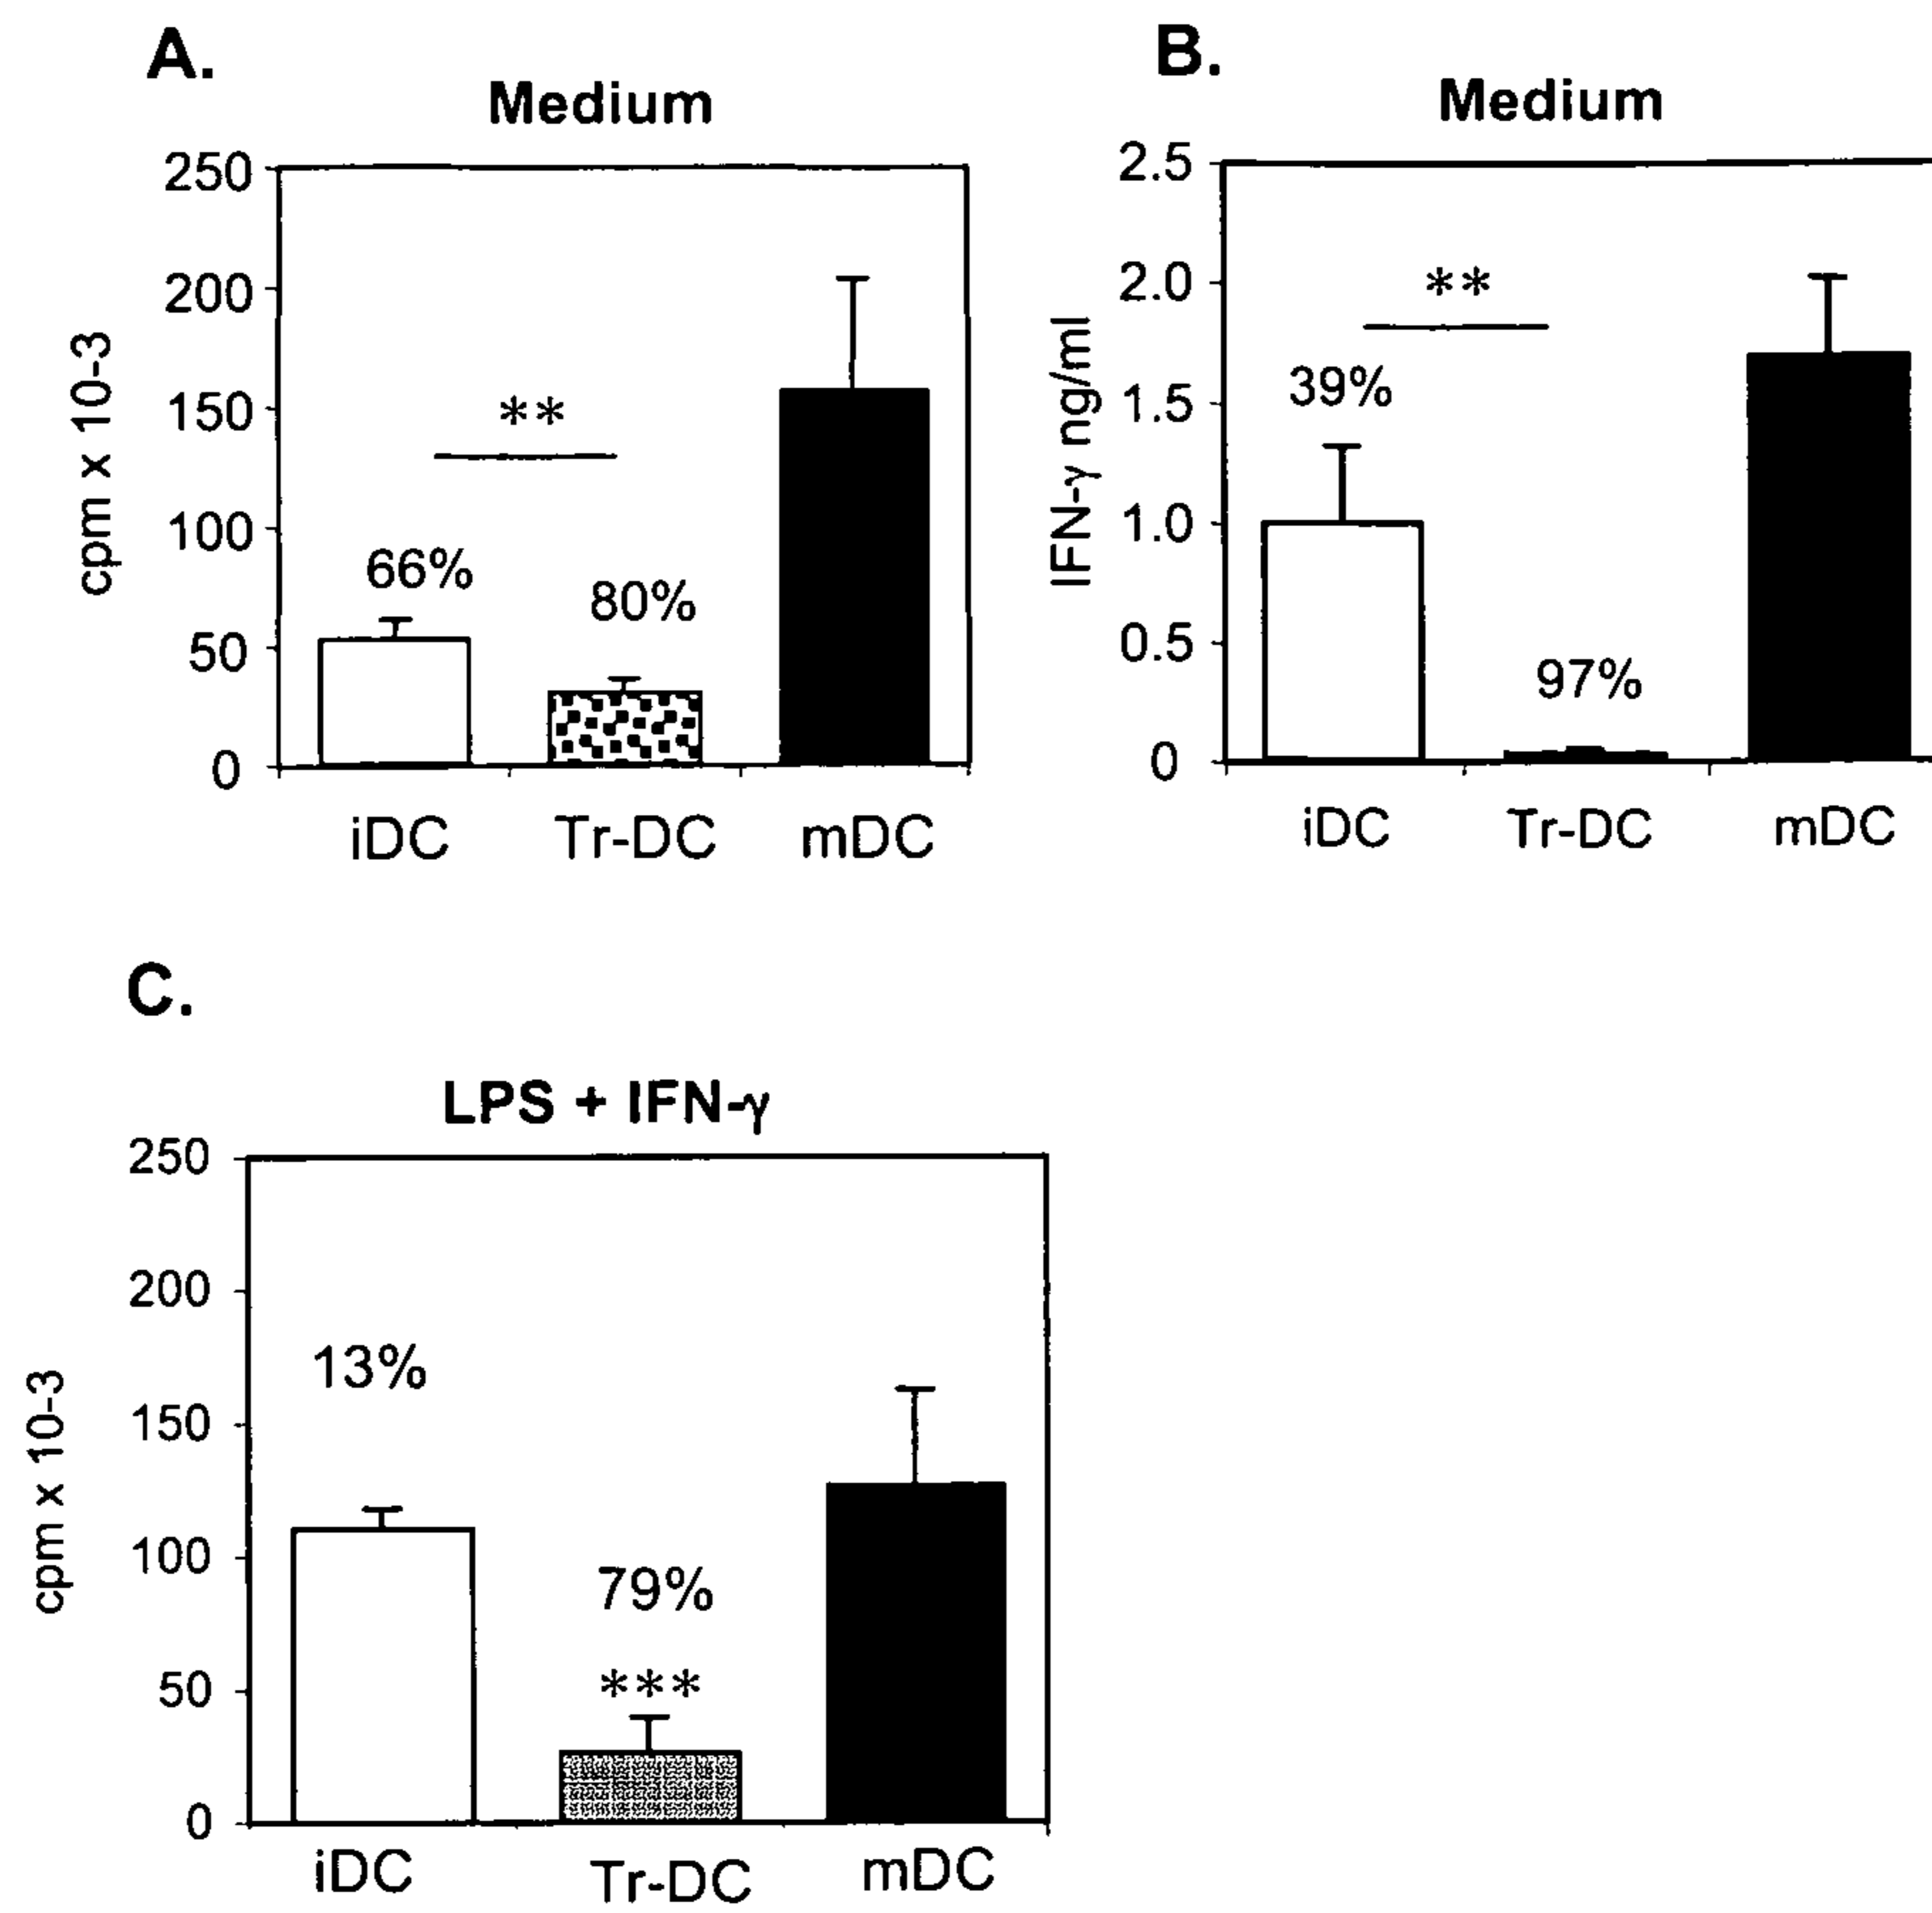 A.
Medium
250
200
150
100
50
0
cpm x 10-3
**
66%
80%
iDC Tr-DC mDC
B.
Medium
2.5
2.0
1.5
1.0
0.5
0
IFN-γ ng/ml
**
39%
97%
iDC Tr-DC mDC
C.
LPS + IFN-γ
250
200
150
100
50
0
cpm x 10-3
13%
79%
***
iDC Tr-DC mDC